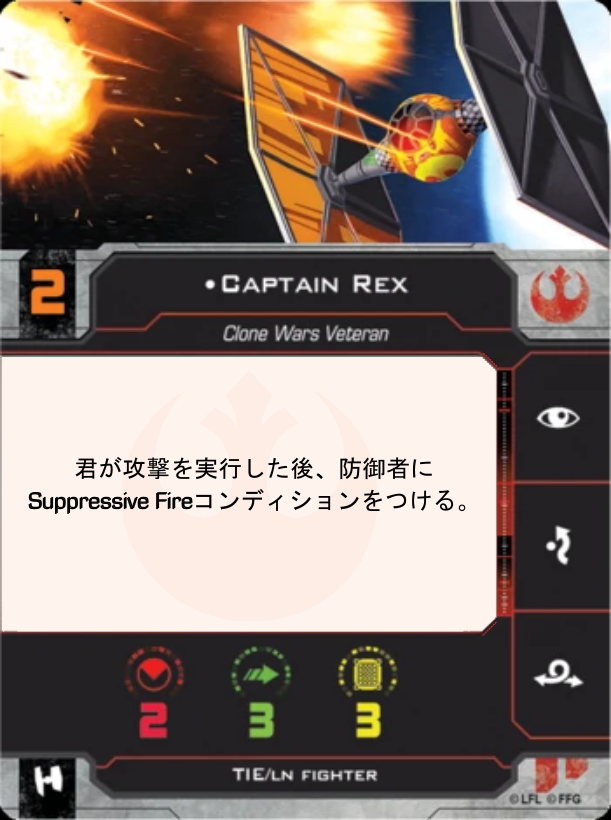 2
•Captain Rex
Clone Wars Veteran
君が攻撃を実行した後、防御者に
Suppressive Fireコンディションをつける。
2 3 3
TIE/LN FIGHTER
©LFL ©FFG